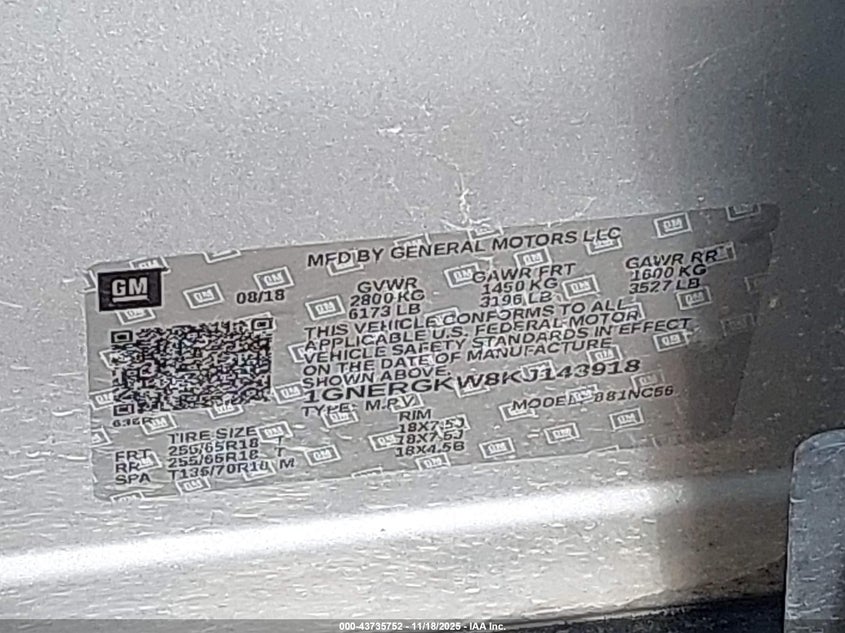 MFD BY GENERAL MOTORS LLC
GM
08/18
GVWR GAWR FRT GAWR RR
2800 KG 1450 KG 1600 KG
6173 LB 3196 LB 3527 LB
THIS VEHICLE CONFORMS TO ALL
APPLICABLE U.S. FEDERAL MOTOR
VEHICLE SAFETY STANDARDS IN EFFECT
ON THE DATE OF MANUFACTURE
SHOWN ABOVE.
1GNERGKW8KJ143918
TYPE: M.P.V. MODEL:
TIRE SIZE RIM
FRT 255/65R18 T 18X7.5J
RR 255/65R18 T 18X7.5J
SPA T135/70R18 M 18X4.5B
000-43735752 - 11/18/2025 - IAA Inc.